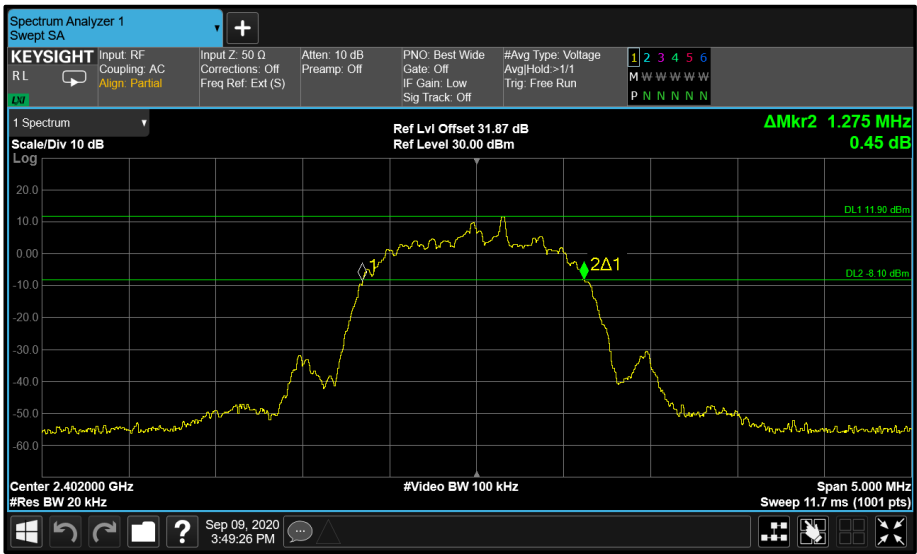 Spectrum Analyzer 1
Swept SA
+
KEYSIGHT
RL
LXI
Input: RF
Coupling: AC
Align: Partial
Input Z: 50 Ω
Corrections: Off
Freq Ref: Ext (S)
Atten: 10 dB
Preamp: Off
PNO: Best Wide
Gate: Off
IF Gain: Low
Sig Track: Off
#Avg Type: Voltage
Avg|Hold:>1/1
Trig: Free Run
1 2 3 4 5 6
M W W W W W
P N N N N N
1 Spectrum
Scale/Div 10 dB
Log
Ref Lvl Offset 31.87 dB
Ref Level 30.00 dBm
ΔMkr2 1.275 MHz
0.45 dB
20.0
10.0
0.00
-10.0
-20.0
-30.0
-40.0
-50.0
-60.0
DL1 11.90 dBm
DL2 -8.10 dBm
1
2Δ1
Center 2.402000 GHz
#Video BW 100 kHz
Span 5.000 MHz
#Res BW 20 kHz
Sweep 11.7 ms (1001 pts)
?
Sep 09, 2020
3:49:26 PM